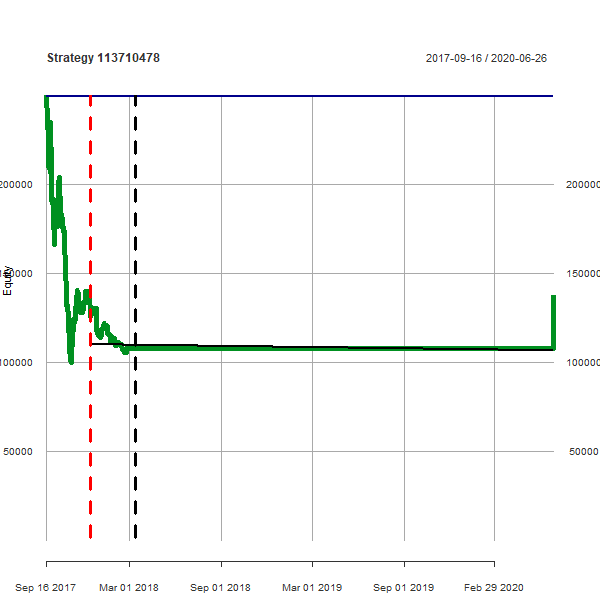 Strategy 113710478
2017-09-16 / 2020-06-26
200000
200000
150000
150000
Equity
100000
100000
50000
50000
Sep 16 2017
Mar 01 2018
Sep 01 2018
Mar 01 2019
Sep 01 2019
Feb 29 2020